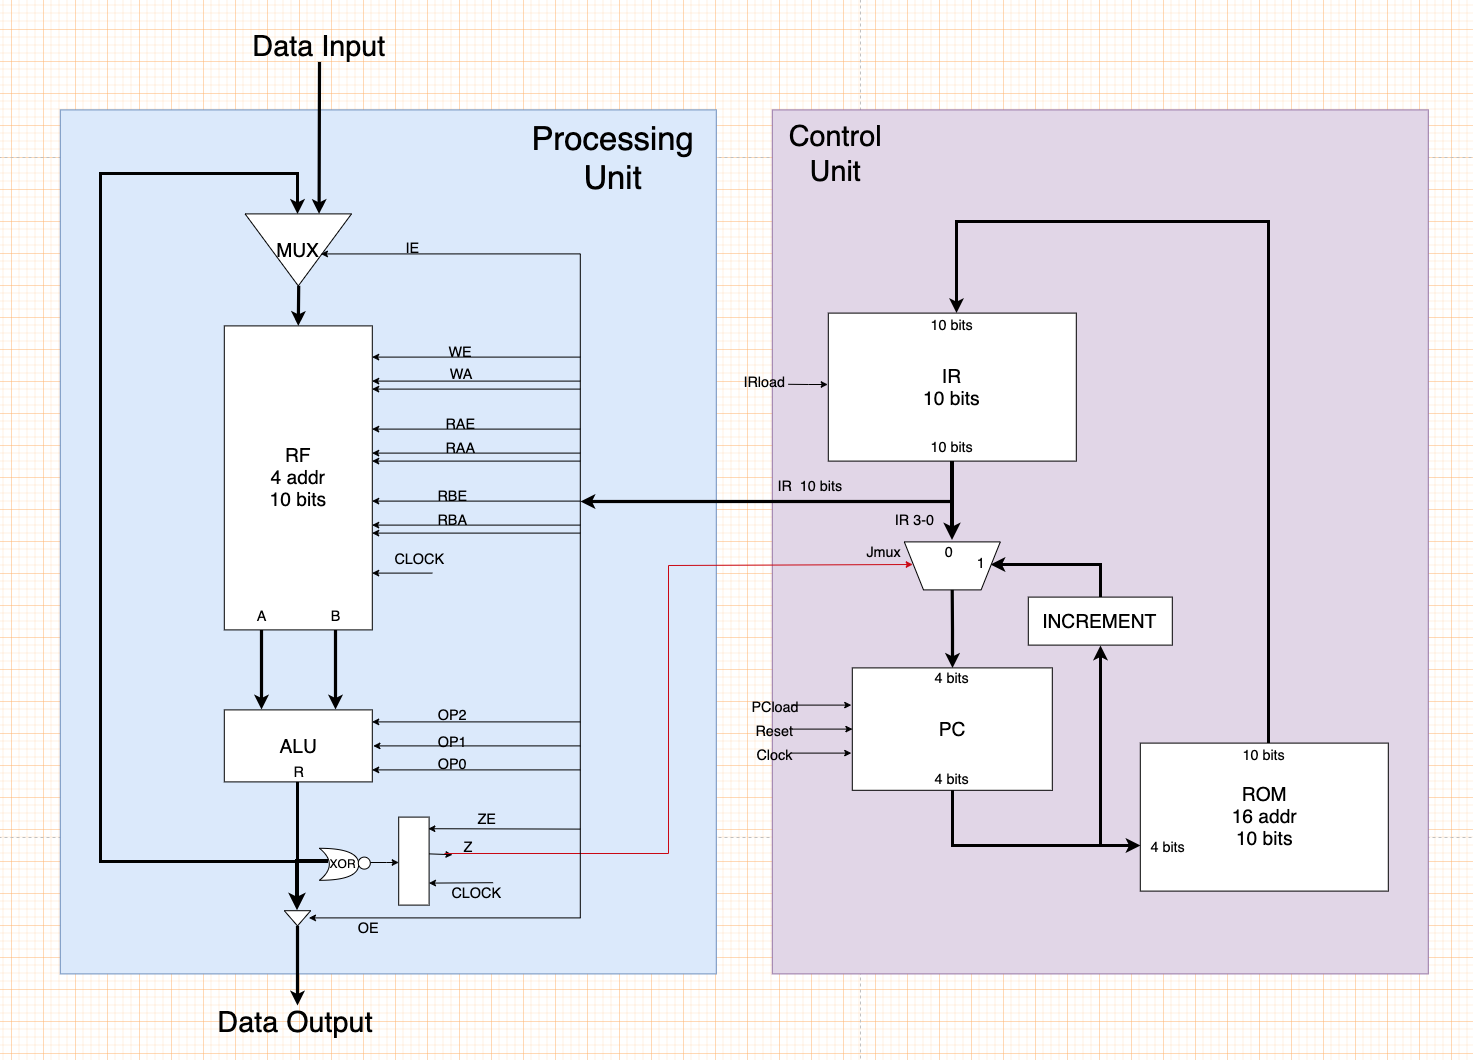 Data Input
Processing
Unit
MUX
IE
RF
4 addr
10 bits
WE
WA
RAE
RAA
RBE
RBA
CLOCK
A
B
ALU
R
OP2
OP1
OP0
XOR
ZE
Z
CLOCK
OE
Data Output
Control
Unit
10 bits
IR
10 bits
10 bits
IRload
IR 10 bits
IR 3-0
Jmux
0
1
INCREMENT
4 bits
PC
4 bits
PCload
Reset
Clock
10 bits
ROM
16 addr
10 bits
4 bits